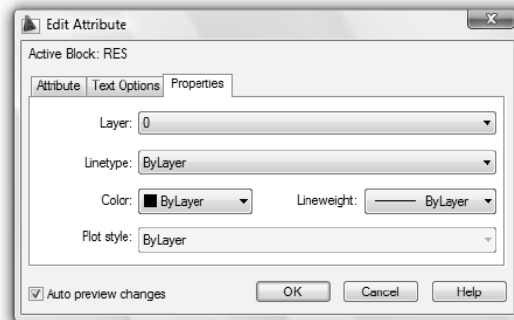 Edit Attribute
Active Block: RES
Attribute Text Options Properties
Layer: 0
Linetype: ByLayer
Color: ByLayer Lineweight: ByLayer
Plot style: ByLayer
Auto preview changes OK Cancel Help